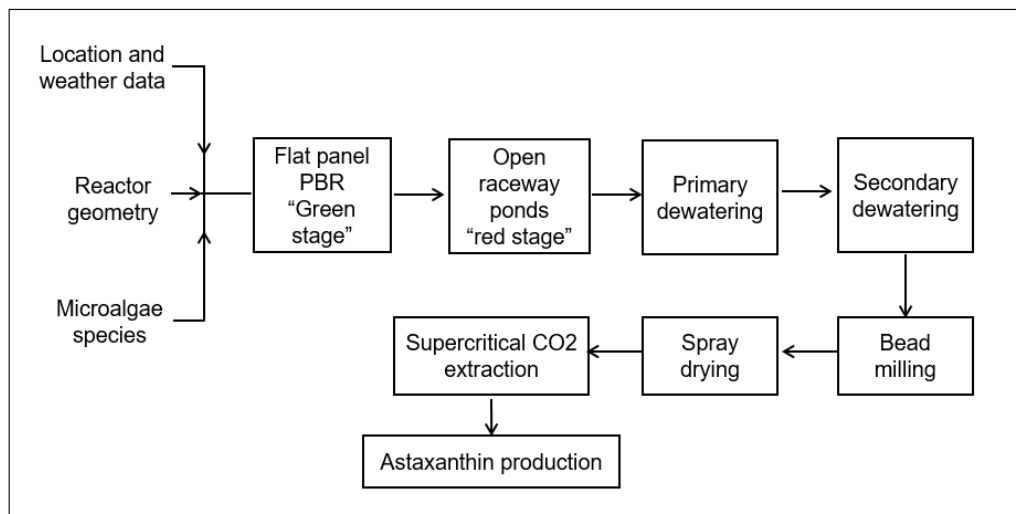 Location and
weather data
Reactor
geometry
Microalgae
species
Flat panel
PBR
“Green
stage”
Open
raceway
ponds
“red stage”
Primary
dewatering
Secondary
dewatering
Bead
milling
Spray
drying
Supercritical CO2
extraction
Astaxanthin production